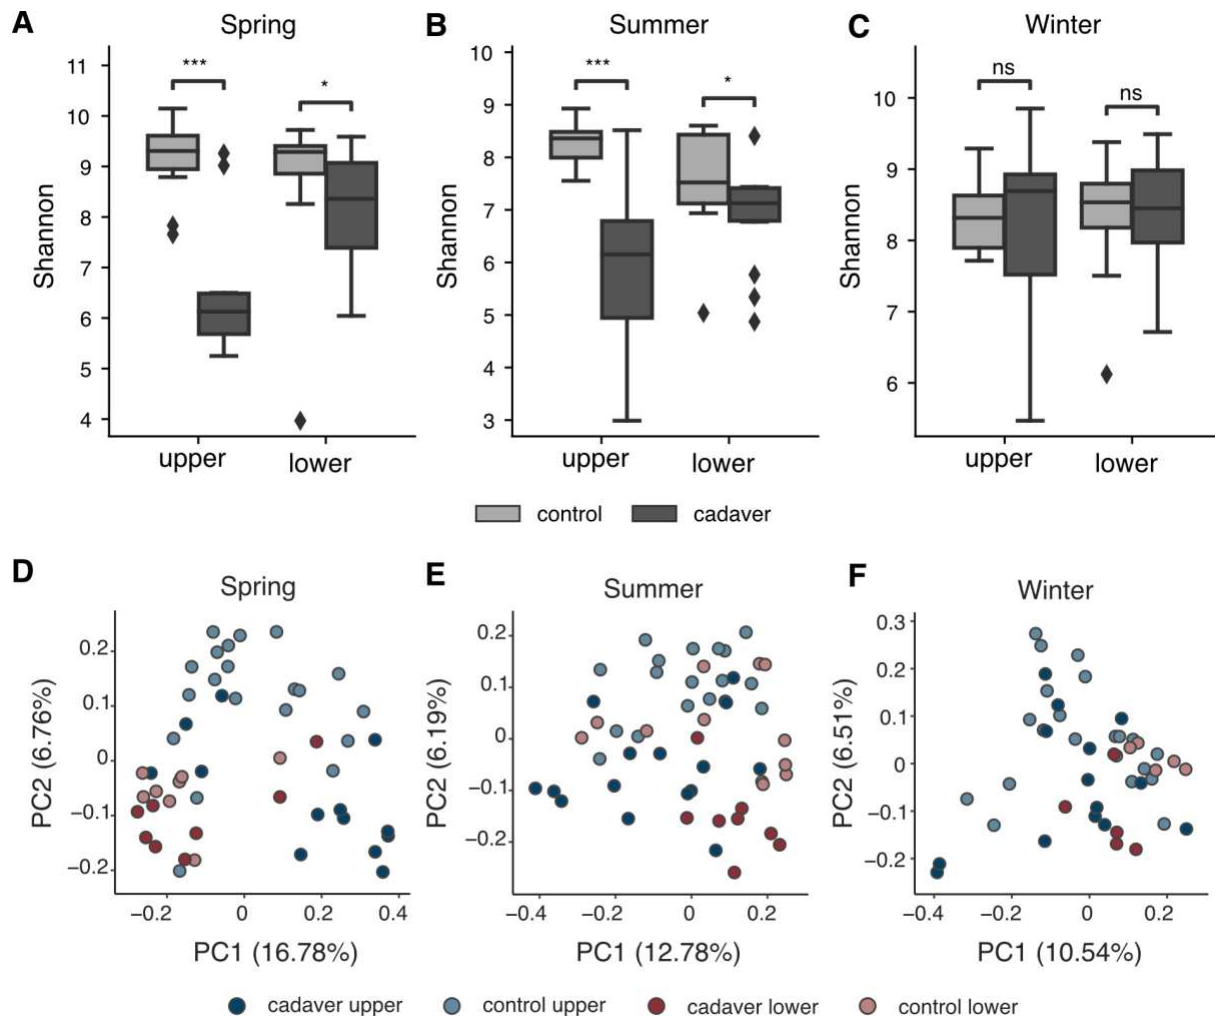 A
Spring
B
Summer
C
Winter
***
*
***
*
ns
ns
11
10
9
8
7
6
5
4
Shannon
10
9
8
7
6
5
4
3
Shannon
10
9
8
7
6
Shannon
upper lower
upper lower
upper lower
control cadaver
D
Spring
E
Summer
F
Winter
0.2
0.1
0
−0.1
−0.2
PC2 (6.76%)
0.2
0.1
0
−0.1
−0.2
PC2 (6.19%)
0.3
0.2
0.1
0
−0.1
−0.2
PC2 (6.51%)
−0.2 0 0.2 0.4
−0.4 −0.2 0 0.2
−0.4 −0.2 0 0.2
PC1 (16.78%)
PC1 (12.78%)
PC1 (10.54%)
cadaver upper control upper cadaver lower control lower